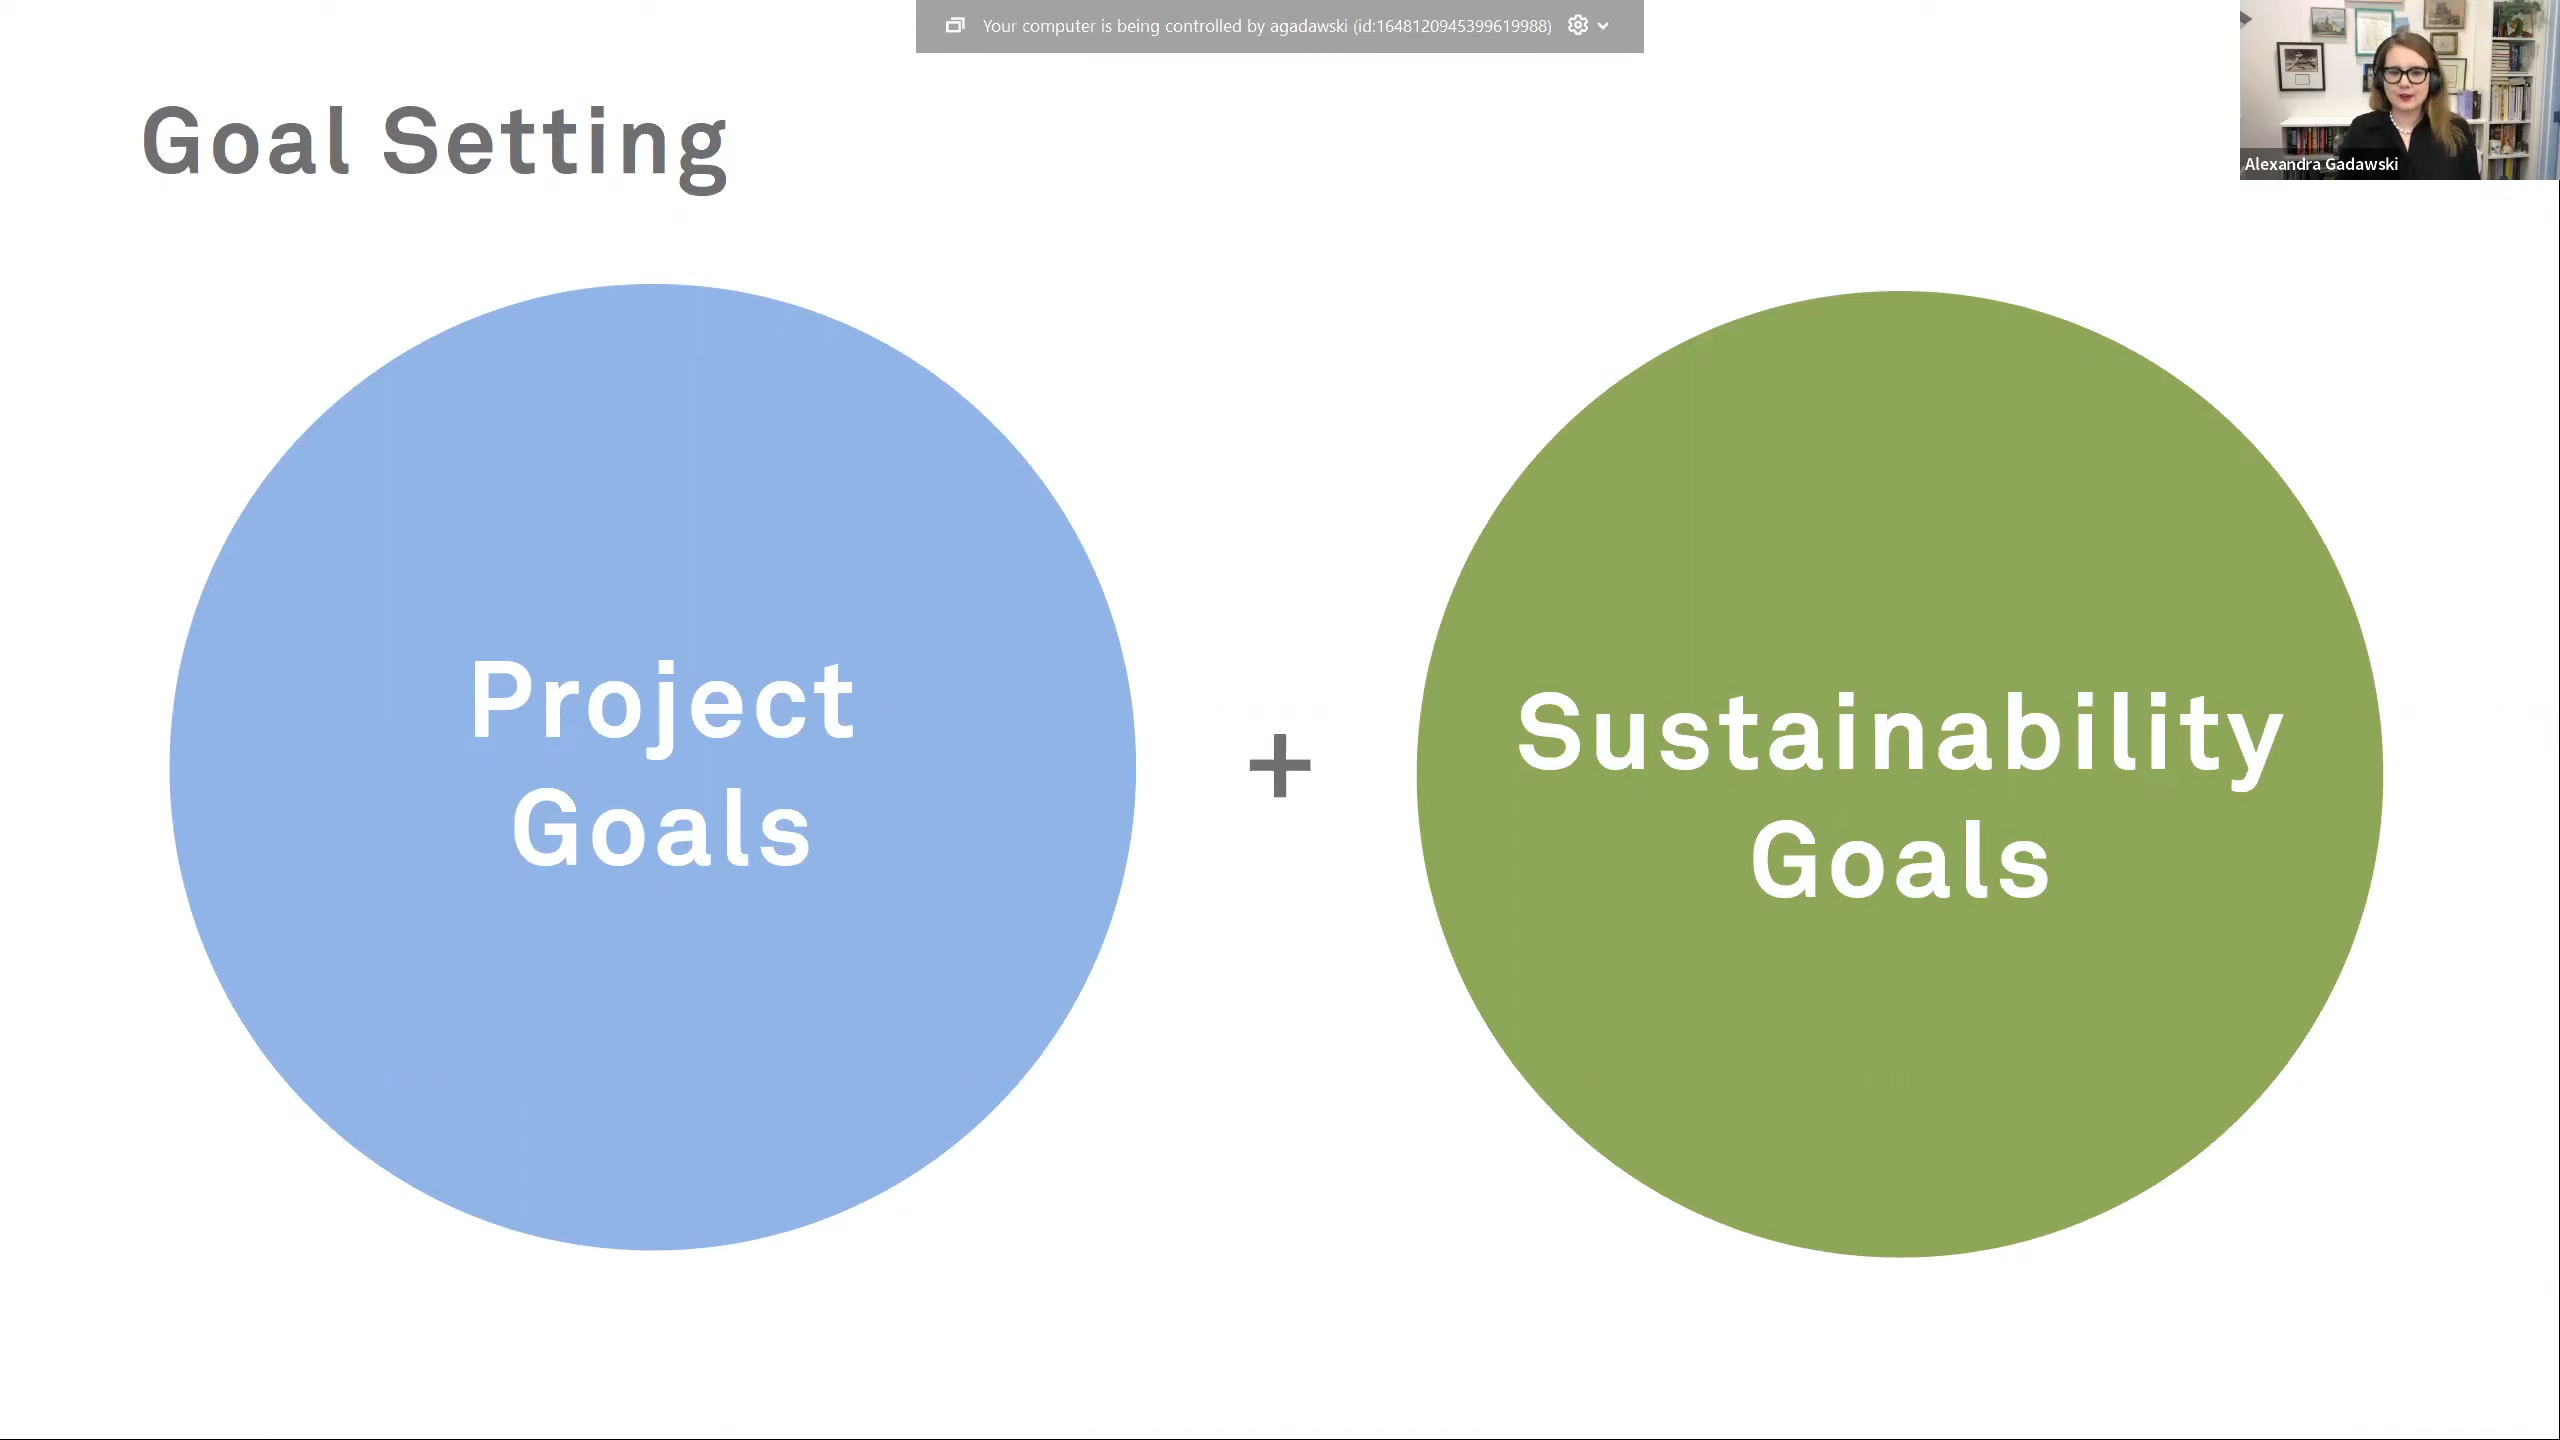 Your computer is being controlled by agadawski (id:1648120945399619988)
Goal Setting
Alexandra Gadawski
Project
Goals
+
Sustainability
Goals